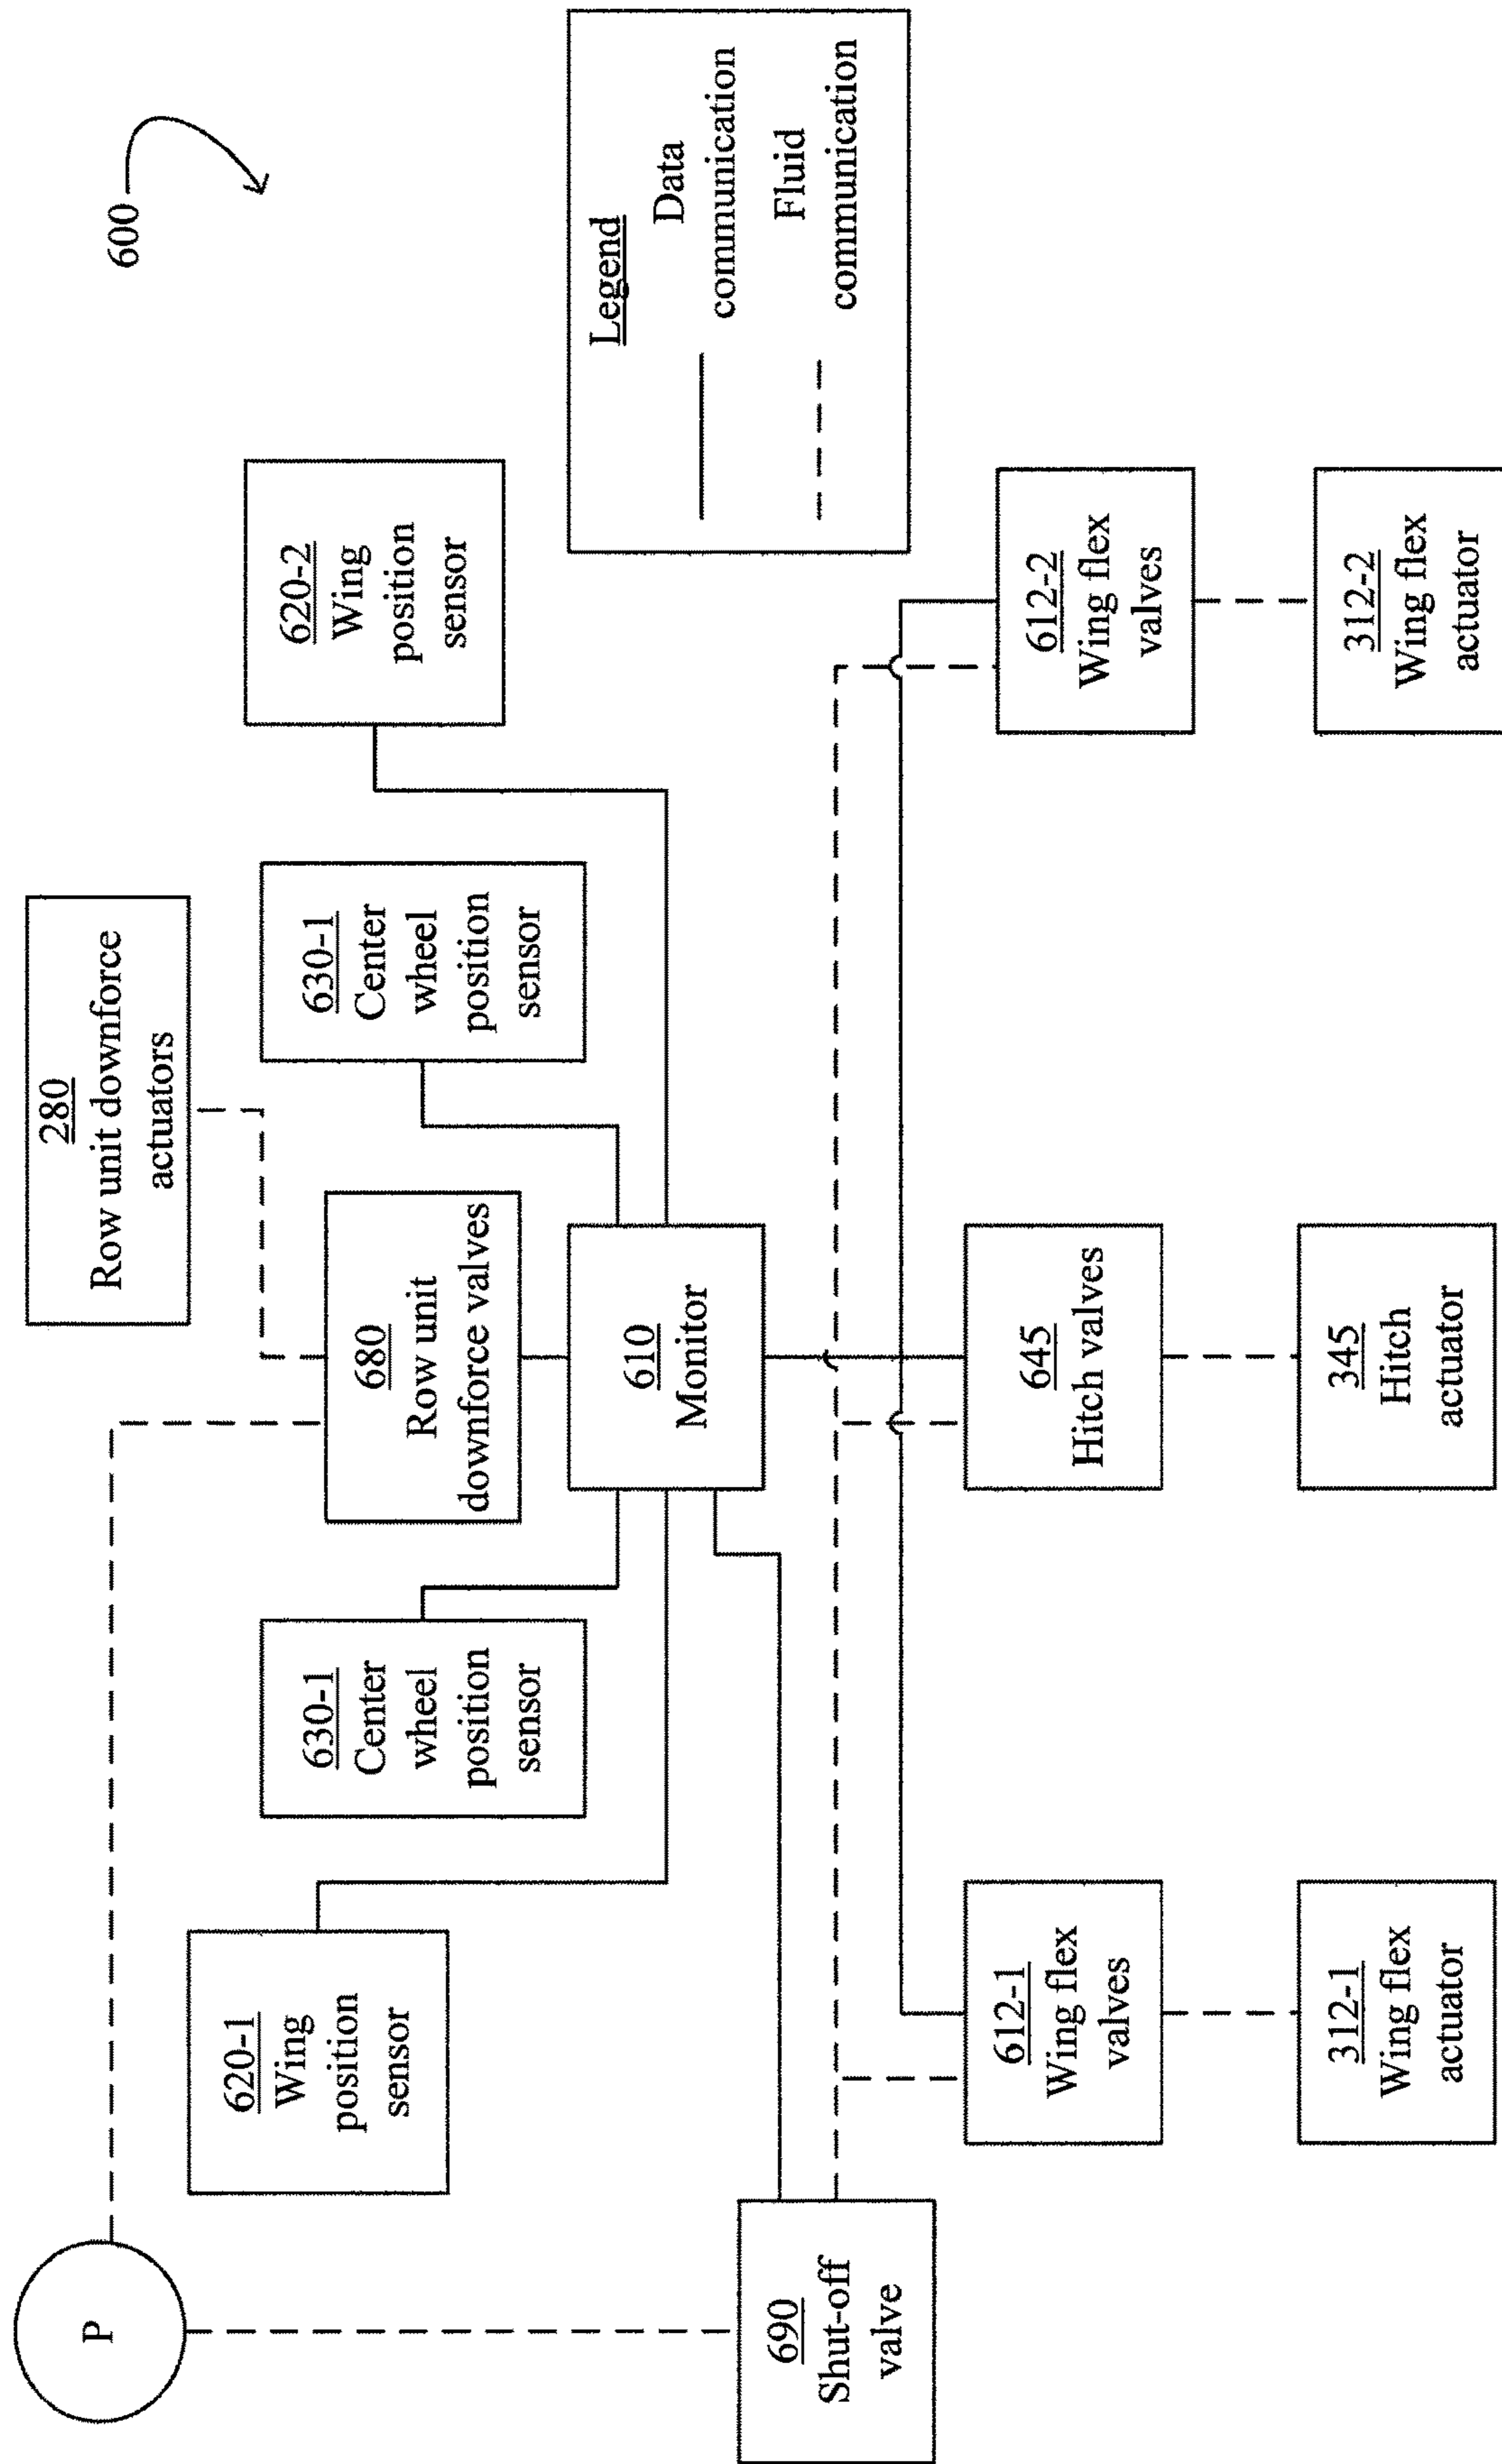 600
P
280
Row unit downforce
actuators
620-1
Wing
position
sensor
630-1
Center
wheel
position
sensor
680
Row unit
downforce valves
630-1
Center
wheel
position
sensor
620-2
Wing
position
sensor
610
Monitor
Legend
Data
communication
Fluid
communication
690
Shut-off
valve
612-1
Wing flex
valves
645
Hitch valves
612-2
Wing flex
valves
312-1
Wing flex
actuator
345
Hitch
actuator
312-2
Wing flex
actuator